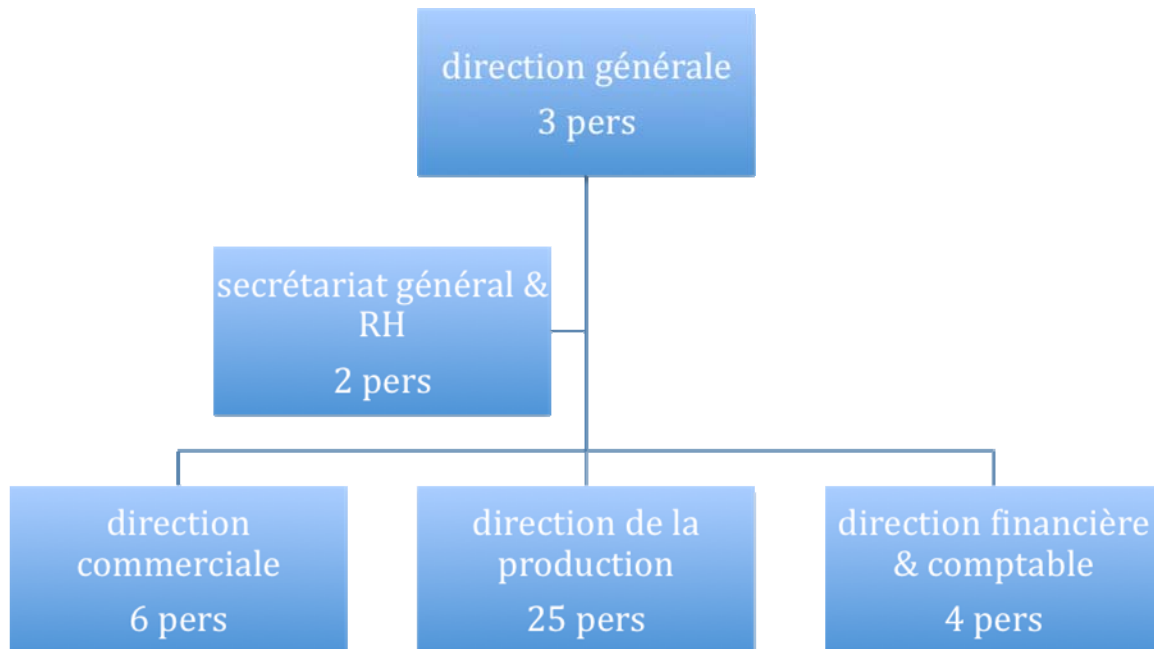 direction générale
3 pers
secrétariat général &
RH
2 pers
direction
commerciale
6 pers
direction de la
production
25 pers
direction financière
& comptable
4 pers